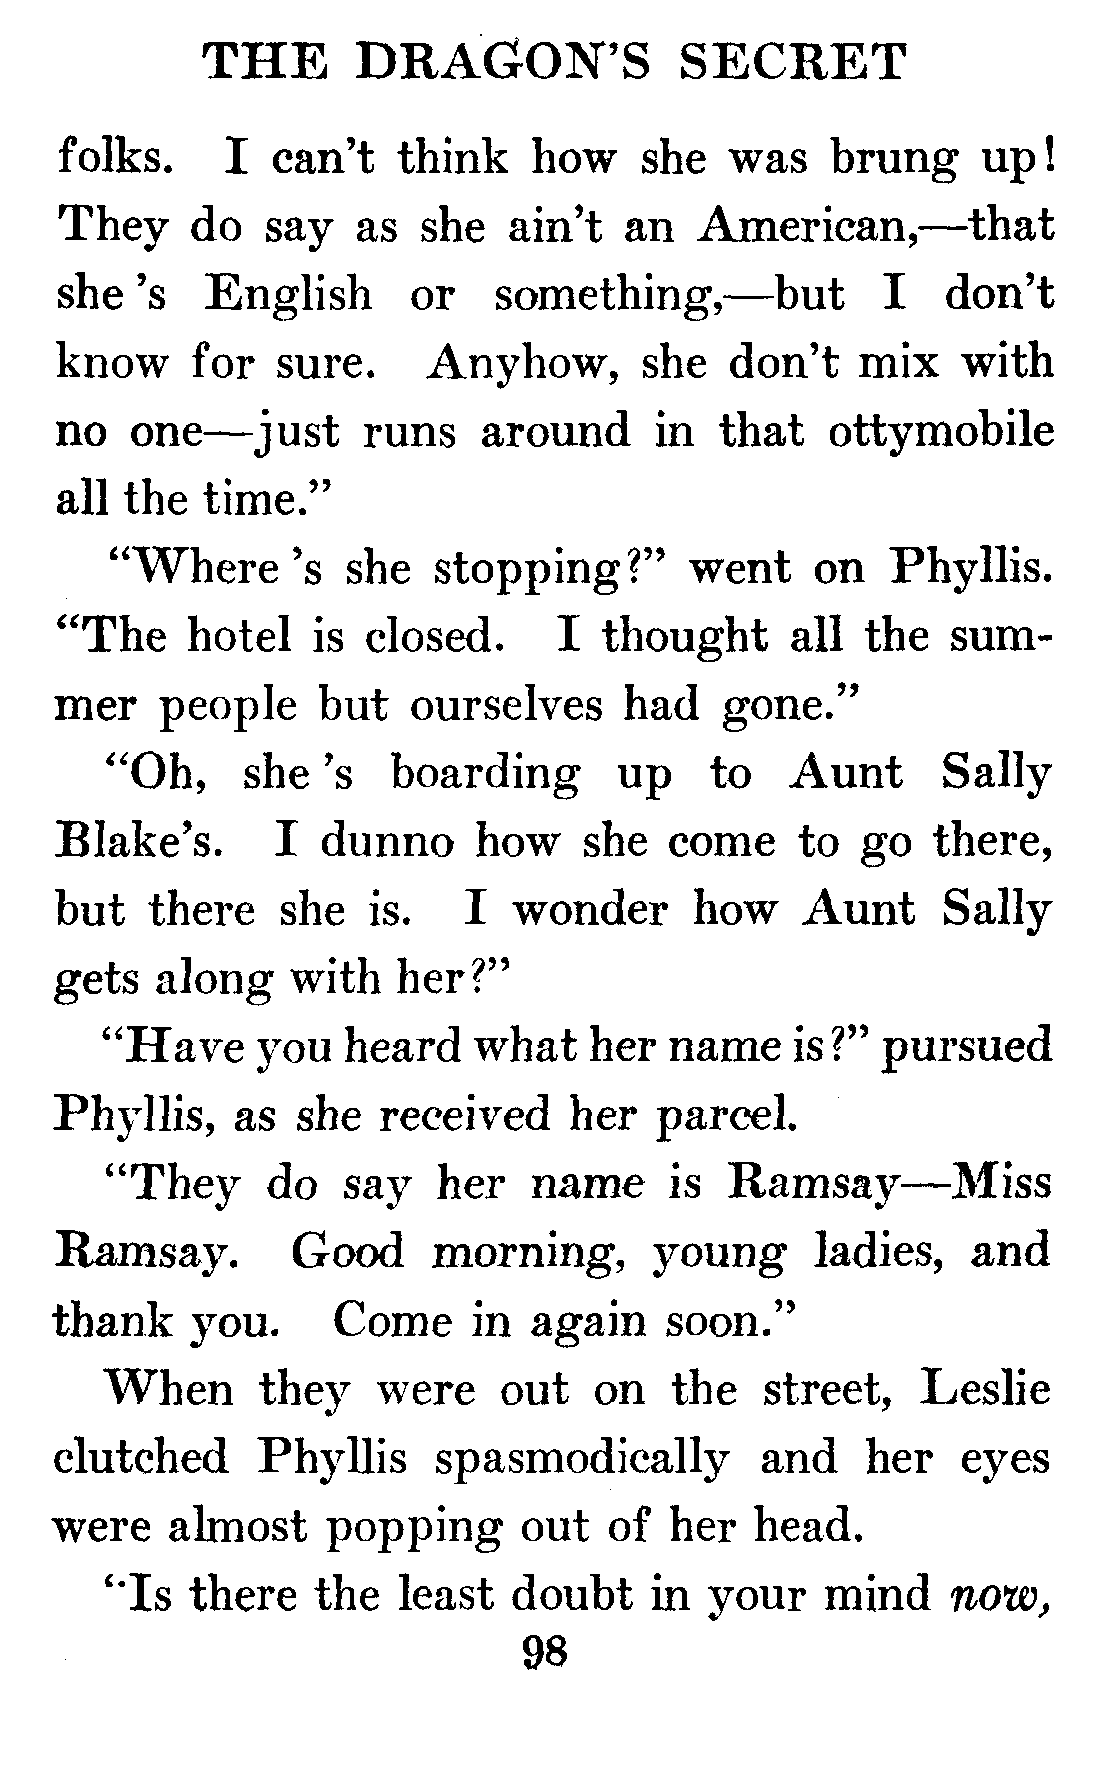 THE DRAGON'S SECRET
folks. I can't think how she was brung up!
They do say as she ain't an American,—that
she 's English or something,—but I don't
know for sure. Anyhow, she don't mix with
no one—just runs around in that ottymobile
all the time.”
“Where 's she stopping?” went on Phyllis.
“The hotel is closed. I thought all the sum-
mer people but ourselves had gone.”
“Oh, she 's boarding up to Aunt Sally
Blake's. I dunno how she come to go there,
but there she is. I wonder how Aunt Sally
gets along with her?”
“Have you heard what her name is?” pursued
Phyllis, as she received her parcel.
“They do say her name is Ramsay—Miss
Ramsay. Good morning, young ladies, and
thank you. Come in again soon.”
When they were out on the street, Leslie
clutched Phyllis spasmodically and her eyes
were almost popping out of her head.
“Is there the least doubt in your mind now,
98